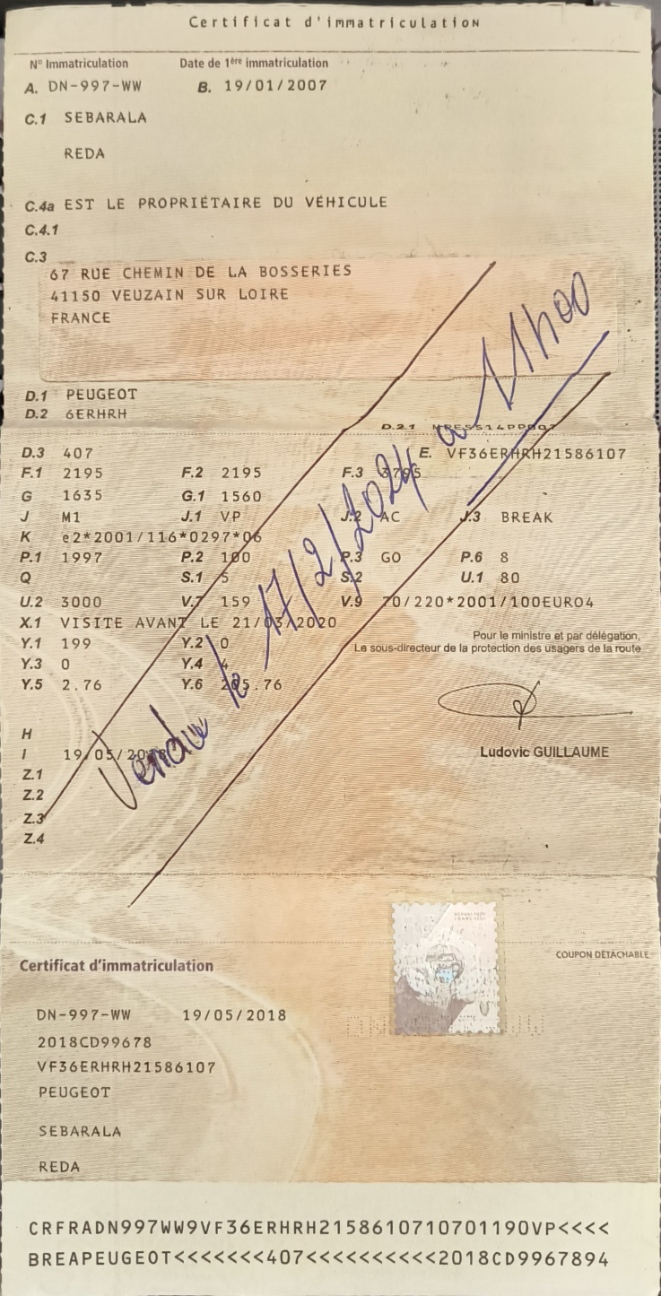 Certificat d'immatriculation
N° Immatriculation Date de 1ère immatriculation
A. DN-997-WW B. 19/01/2007
C.1 SEBARALA
REDA
C.4a EST LE PROPRIÉTAIRE DU VÉHICULE
C.4.1
C.3
67 RUE CHEMIN DE LA BOSSERIES
41150 VEUZAIN SUR LOIRE
FRANCE
D.1 PEUGEOT
D.2 6ERHRH
D.2.1
D.3 407 E. VF36ERHRH21586107
F.1 2195 F.2 2195 F.3 3795
G 1635 G.1 1560
J M1 J.1 VP J.2 AC J.3 BREAK
K e2*2001/116*0297*06
P.1 1997 P.2 100 P.3 GO P.6 8
Q S.1 5 S.2 U.1 80
U.2 3000 V.7 159 V.9 70/220*2001/100EURO4
X.1 VISITE AVANT LE 21/03/2020
Y.1 199 Y.2 0
Y.3 0 Y.4 4
Y.5 2.76 Y.6 205.76
Pour le ministre et par délégation,
Le sous-directeur de la protection des usagers de la route
H
I 19/05/2018
Z.1
Z.2
Z.3
Z.4
Ludovic GUILLAUME
Vendu le 17/2/2024 a 11h00
COUPON DÉTACHABLE
Certificat d'immatriculation
DN-997-WW 19/05/2018
2018CD99678
VF36ERHRH21586107
PEUGEOT
SEBARALA
REDA
CRFRADN997WW9VF36ERHRH2158610710701190VP<<<<
BREAPEUGEOT<<<<<<<407<<<<<<<<<<2018CD9967894